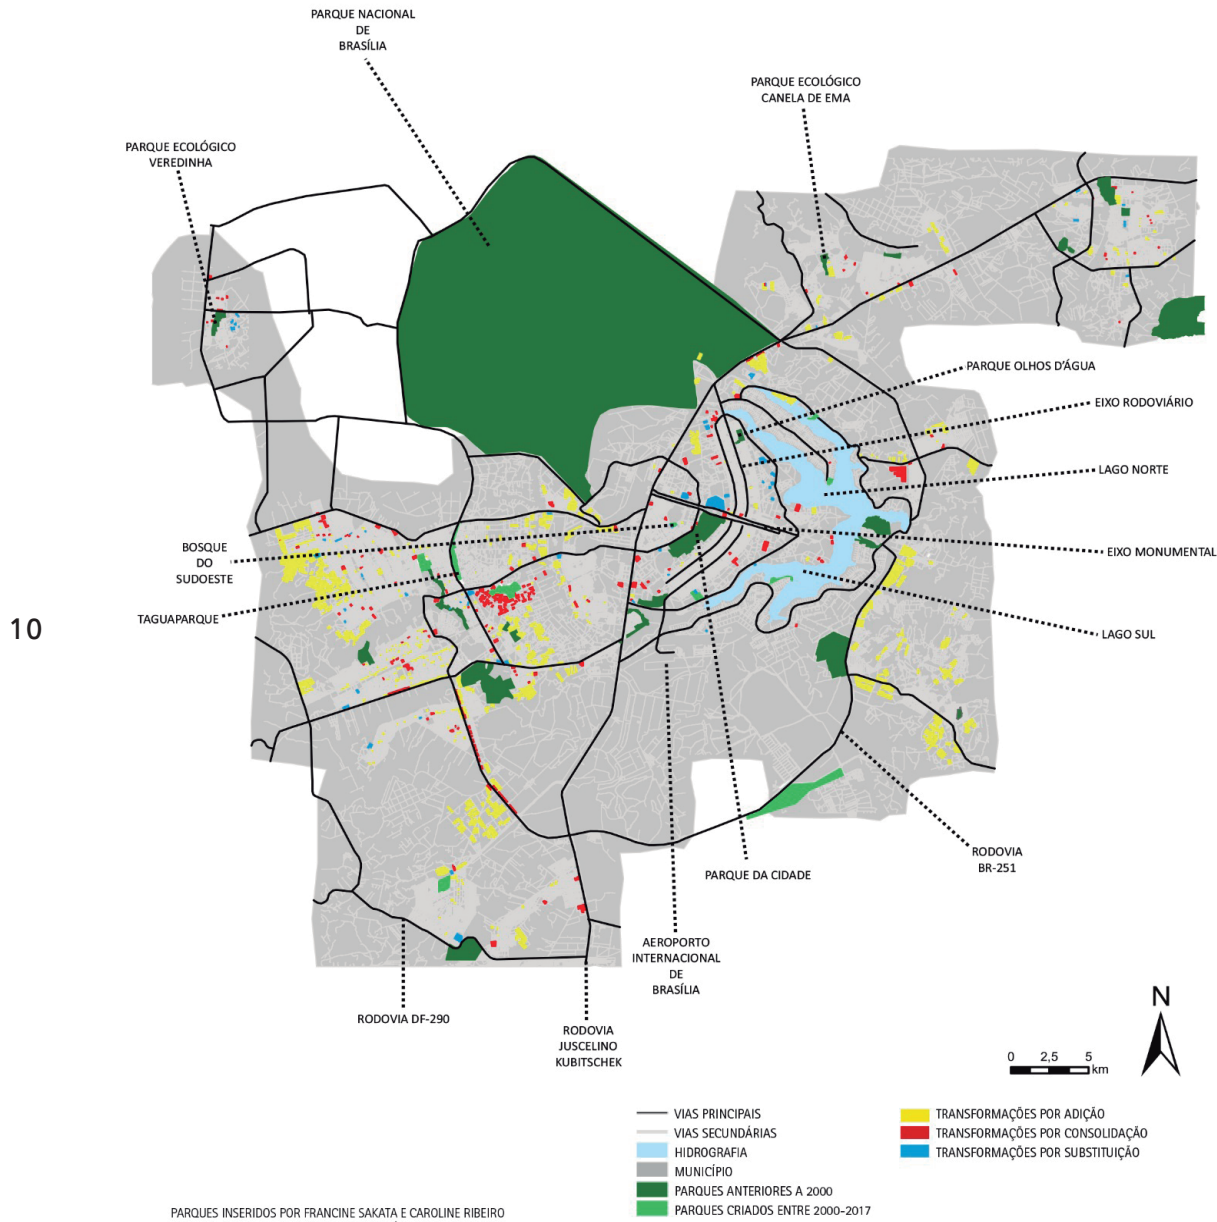 PARQUE NACIONAL
DE
BRASÍLIA
PARQUE ECOLÓGICO
CANELA DE EMA
PARQUE ECOLÓGICO
VEREDINHA
PARQUE OLHOS D'ÁGUA
EIXO RODOVIÁRIO
LAGO NORTE
BOSQUE
DO
SUDOESTE
EIXO MONUMENTAL
TAGUAPARQUE
10
LAGO SUL
RODOVIA
BR-251
PARQUE DA CIDADE
AEROPORTO
INTERNACIONAL
DE
BRASÍLIA
RODOVIA DF-290
RODOVIA
JUSCELINO
KUBITSCHEK
N
0 2,5 5
km
VIAS PRINCIPAIS
VIAS SECUNDÁRIAS
HIDROGRAFIA
MUNICÍPIO
PARQUES ANTERIORES A 2000
PARQUES CRIADOS ENTRE 2000-2017
TRANSFORMAÇÕES POR ADIÇÃO
TRANSFORMAÇÕES POR CONSOLIDAÇÃO
TRANSFORMAÇÕES POR SUBSTITUIÇÃO
PARQUES INSERIDOS POR FRANCINE SAKATA E CAROLINE RIBEIRO